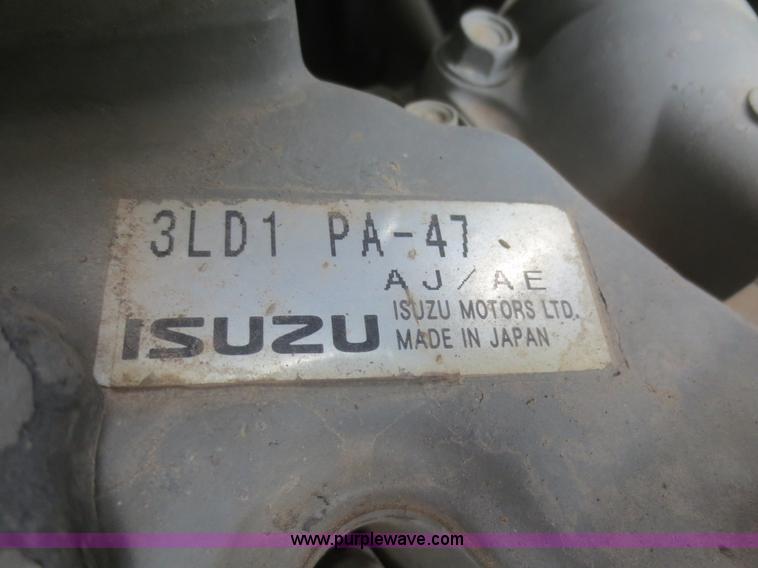 3LD1 PA-47
AJ/AE
ISUZU
ISUZU MOTORS LTD.
MADE IN JAPAN
www.purplewave.com